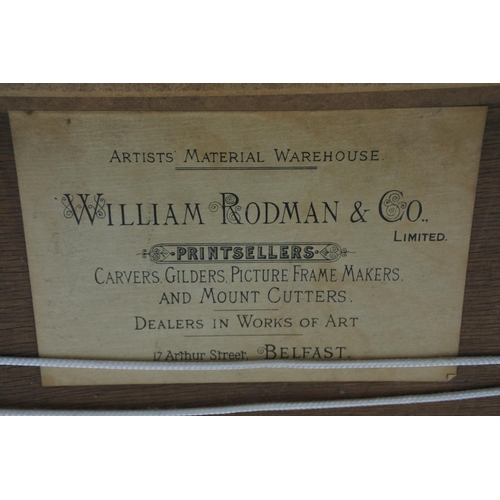 ARTISTS' MATERIAL WAREHOUSE.
WILLIAM RODMAN & CO.,
LIMITED.
PRINTSELLERS
CARVERS, GILDERS, PICTURE FRAME MAKERS,
AND MOUNT CUTTERS.
DEALERS IN WORKS OF ART
17 Arthur Street, BELFAST.